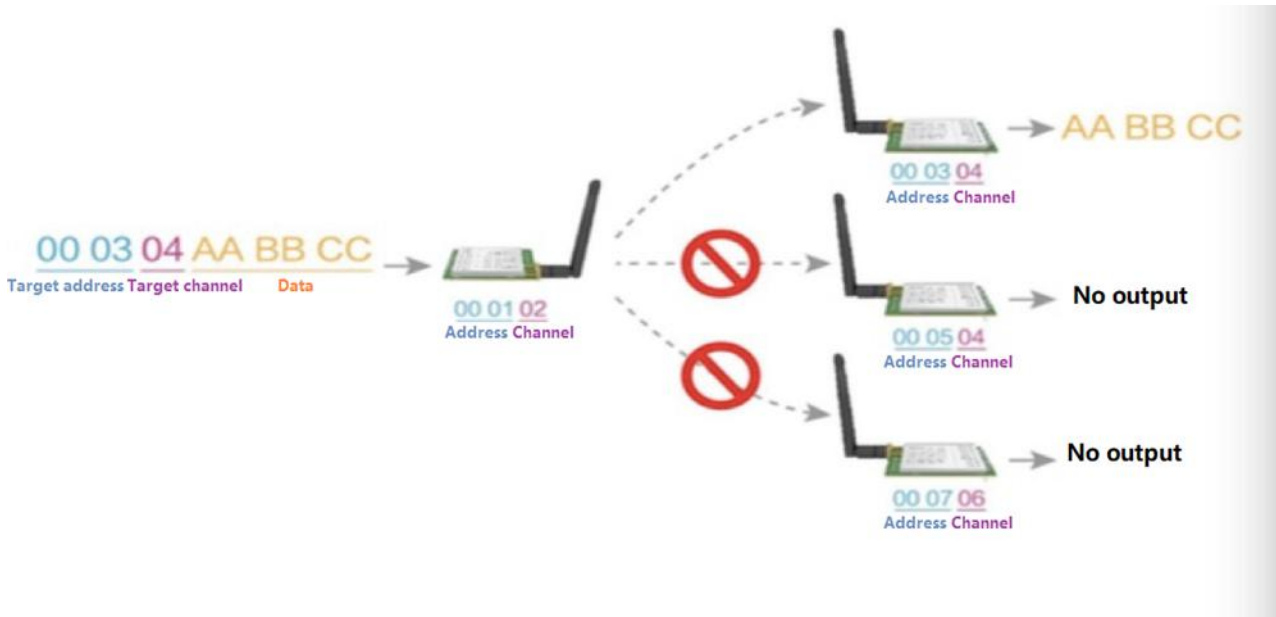 00 03 04 AA BB CC
Target address Target channel Data
00 01 02
Address Channel
AA BB CC
00 03 04
Address Channel
No output
00 05 04
Address Channel
No output
00 07 06
Address Channel